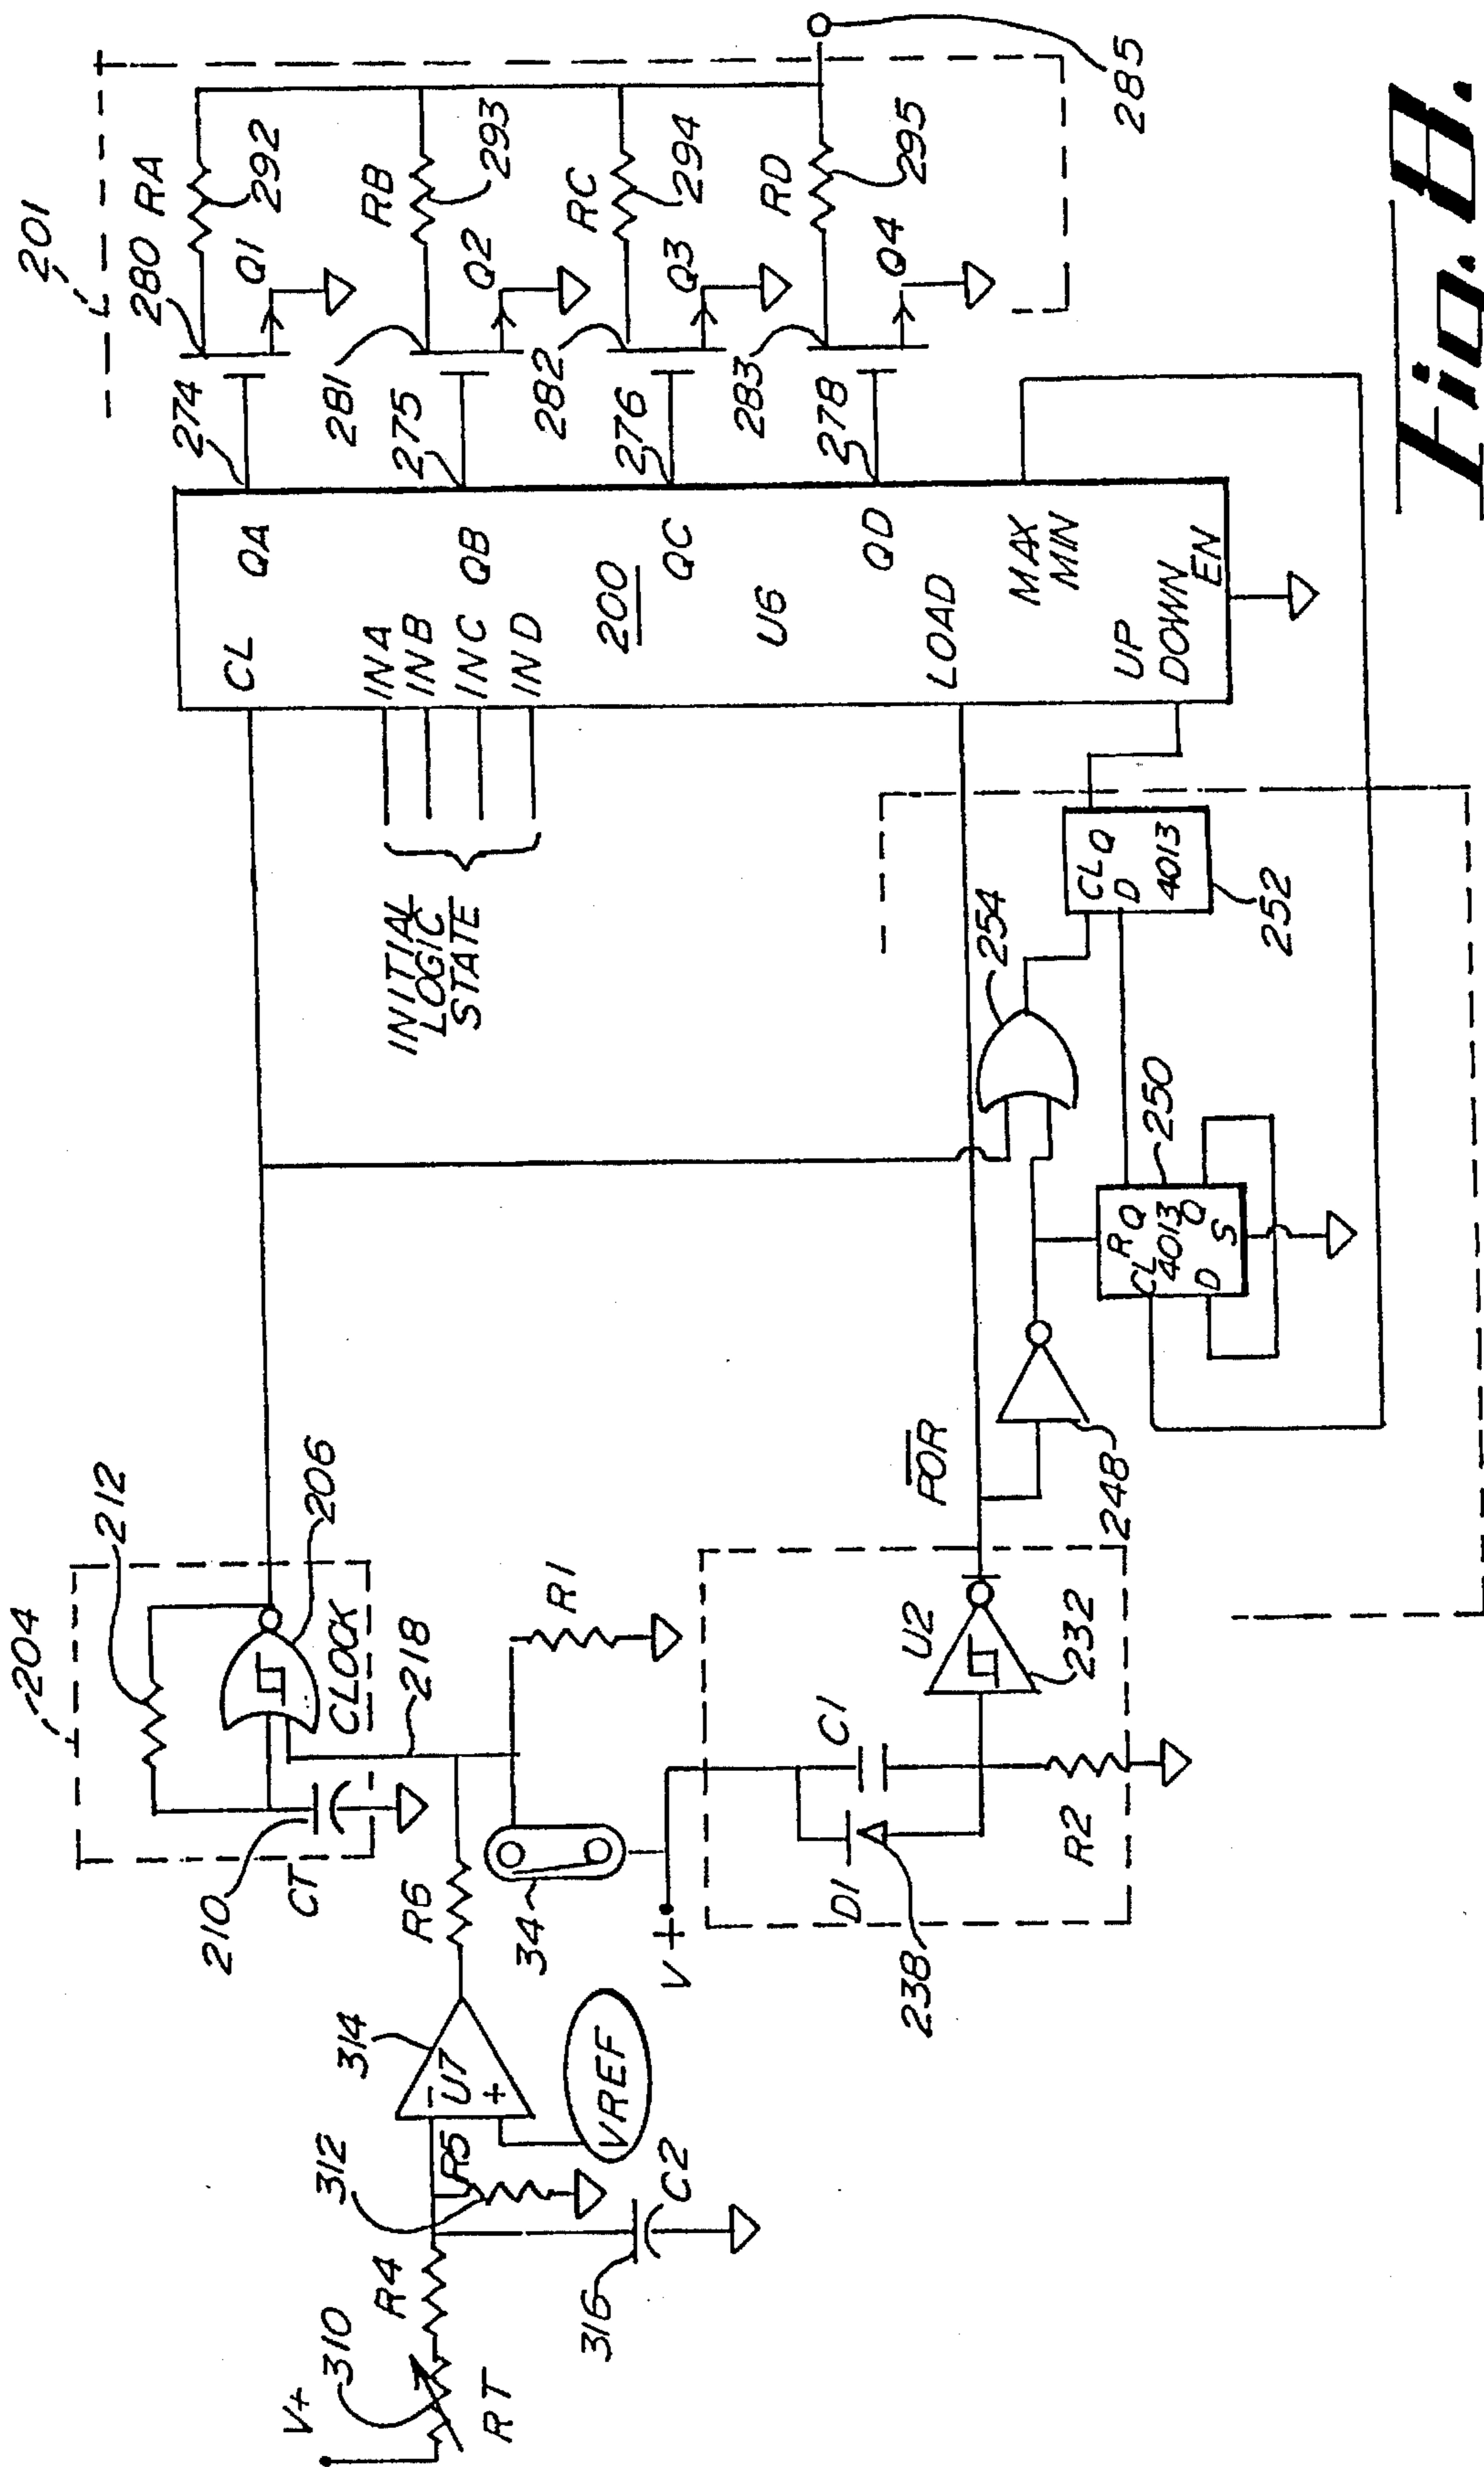 201
280
RA
292
Q1
274
281
RB
293
Q2
275
282
RC
294
Q3
276
283
RD
295
Q4
278
285
CL
QA
INA
INB
INC
IND
QB
200
QC
U6
QD
LOAD
MAX
MIN
UP
DOWN
EN
INITIAL
LOGIC
STATE
204
212
206
CLOCK
218
210
CT
R1
R6
34
V+
V+
310
RT
R4
312
R5
U7
-
+
314
VREF
316
C2
U2
232
C1
D1
238
R2
POR
248
254
250
R
Q
CL
4013
Q
D
S
CL
Q
D
4013
252
Fig. 8.